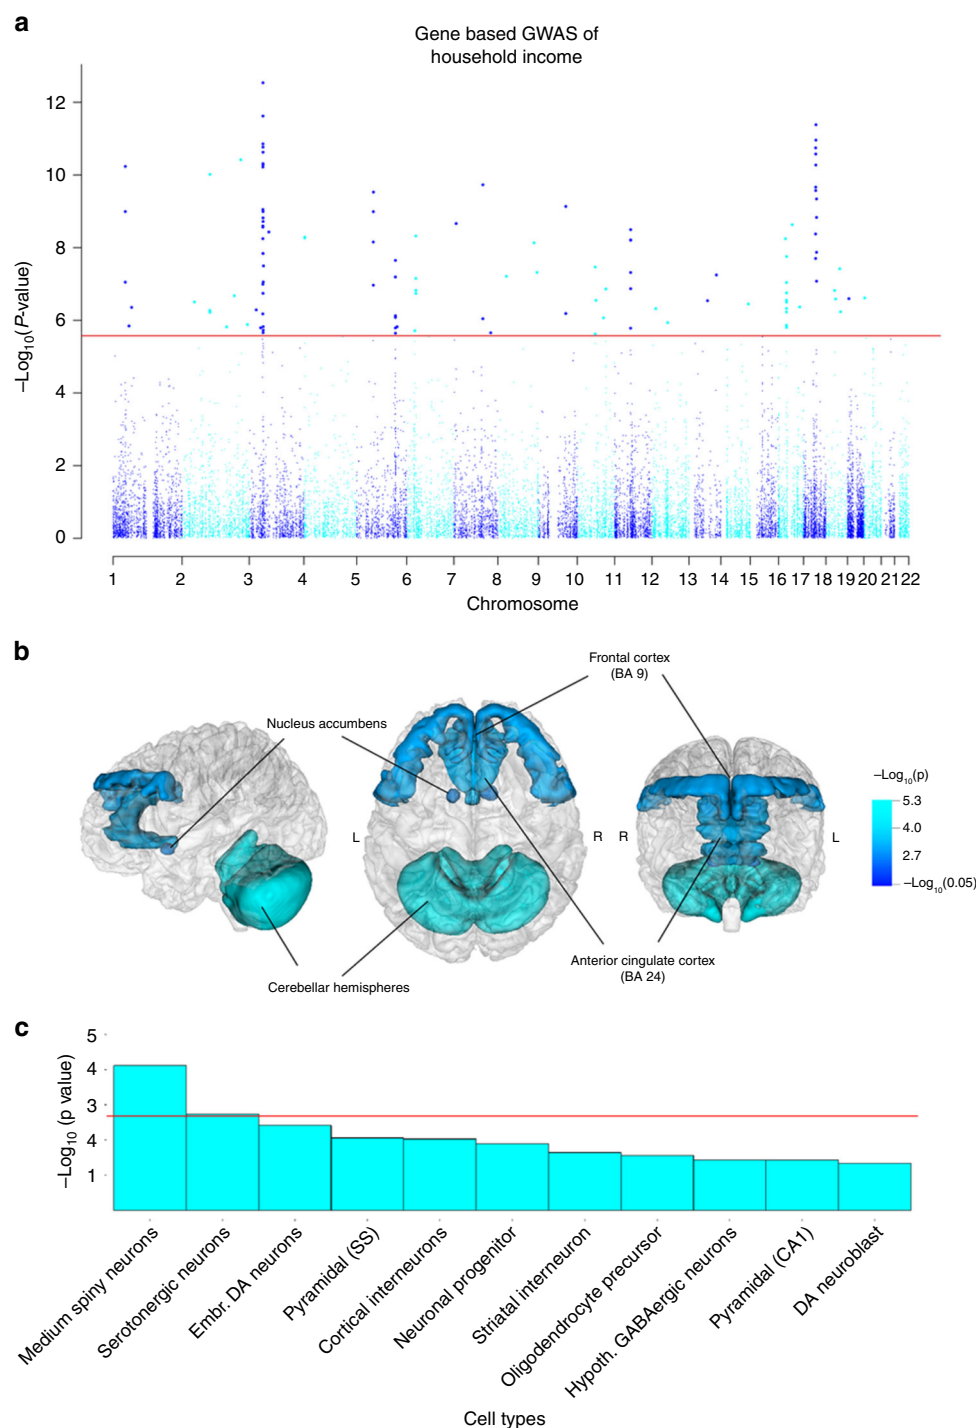 a
Gene based GWAS of
household income
–Log10(P-value)
12
10
8
6
4
2
0
1 2 3 4 5 6 7 8 9 10 11 12 13 14 15 16 17 18 19 20 21 22
Chromosome
b
Frontal cortex
(BA 9)
Nucleus accumbens
–Log10(p)
5.3
4.0
2.7
–Log10(0.05)
L R R L
Anterior cingulate cortex
(BA 24)
Cerebellar hemispheres
c
–Log10 (p value)
5
4
3
4
1
Medium spiny neurons
Serotonergic neurons
Embr. DA neurons
Pyramidal (SS)
Cortical interneurons
Neuronal progenitor
Striatal interneuron
Oligodendrocyte precursor
Hypoth. GABAergic neurons
Pyramidal (CA1)
DA neuroblast
Cell types